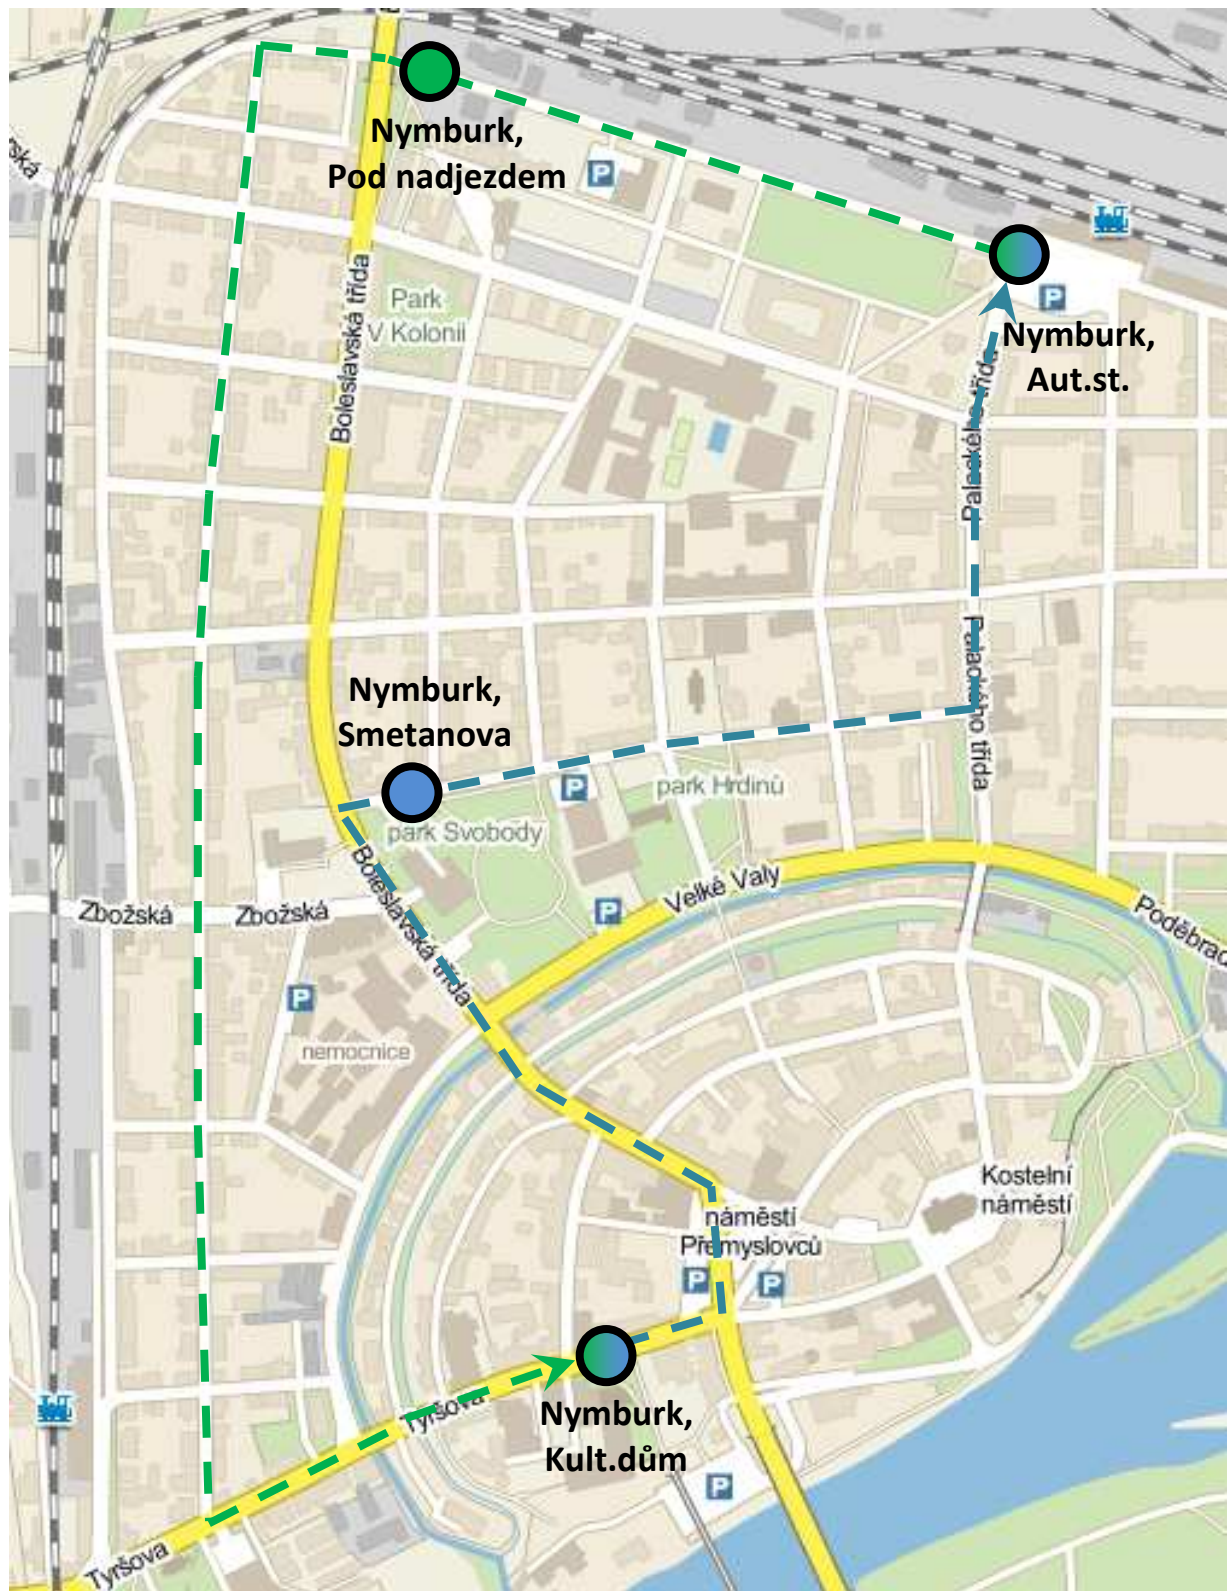 Nymburk,
Pod nadjezdem
P
Boleslavská třída
Park
V Kolonii
P
Nymburk,
Aut.st.
Palackého třída
Palackého třída
Nymburk,
Smetanova
P
park Hrdinů
park Svobody
Boleslavská třída
Velké Valy
P
Zbožská
Zbožská
Poděbrad
P
nemocnice
Kostelní
náměstí
náměstí
Přemyslovců
P
P
Tyršova
Nymburk,
Kult.dům
P
Tyršova